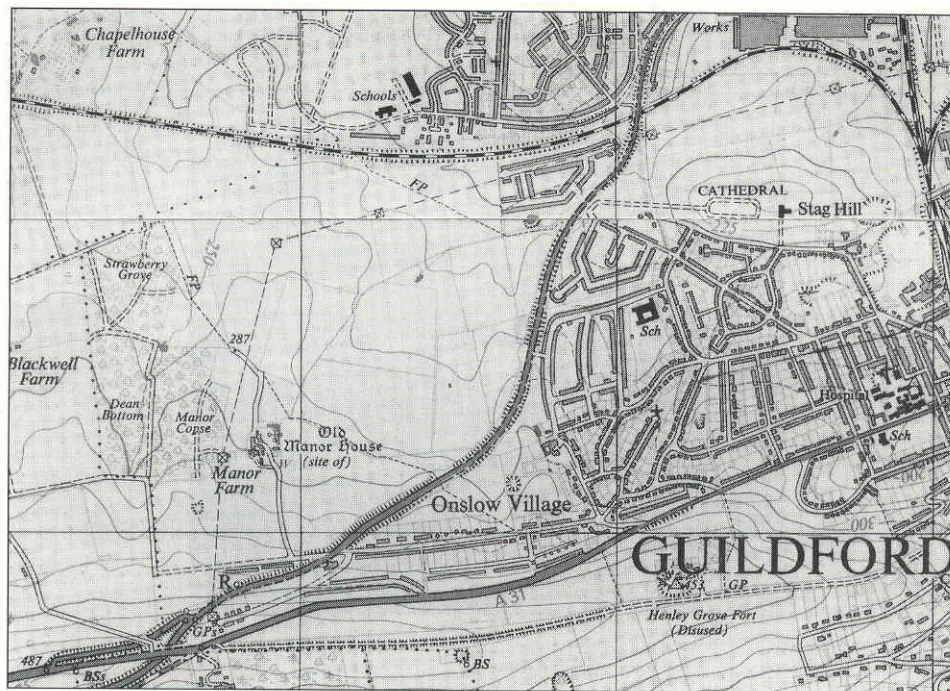 Chapelhouse
Farm
W
Works
Schools
FP
CATHEDRAL
Stag Hill
225
250
Strawberry
Grove
FP
287
Sch
Blackwell
Farm
Dean
Bottom
Manor
Copse
Hospital
Old
Manor House
(site of)
W
Sch
Manor
Farm
Onslow Village
200
300
GUILDFORD
R
A 31
453
GP
Henley Grove Fort
(Disused)
GPs
487
BSs
BS